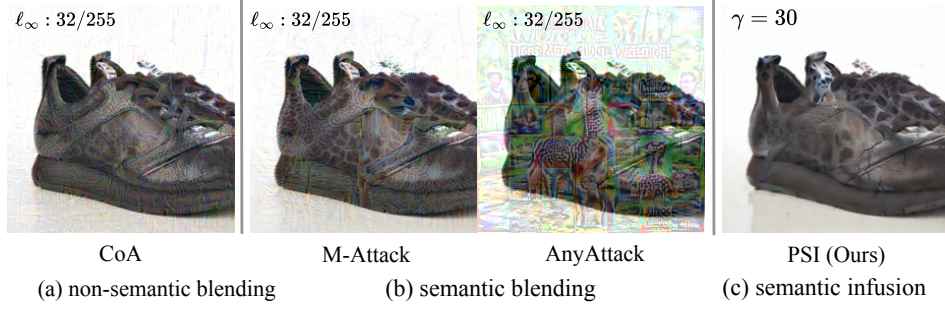 ℓ∞ : 32/255
ℓ∞ : 32/255
ℓ∞ : 32/255
γ = 30
CoA
M-Attack
AnyAttack
PSI (Ours)
(a) non-semantic blending
(b) semantic blending
(c) semantic infusion